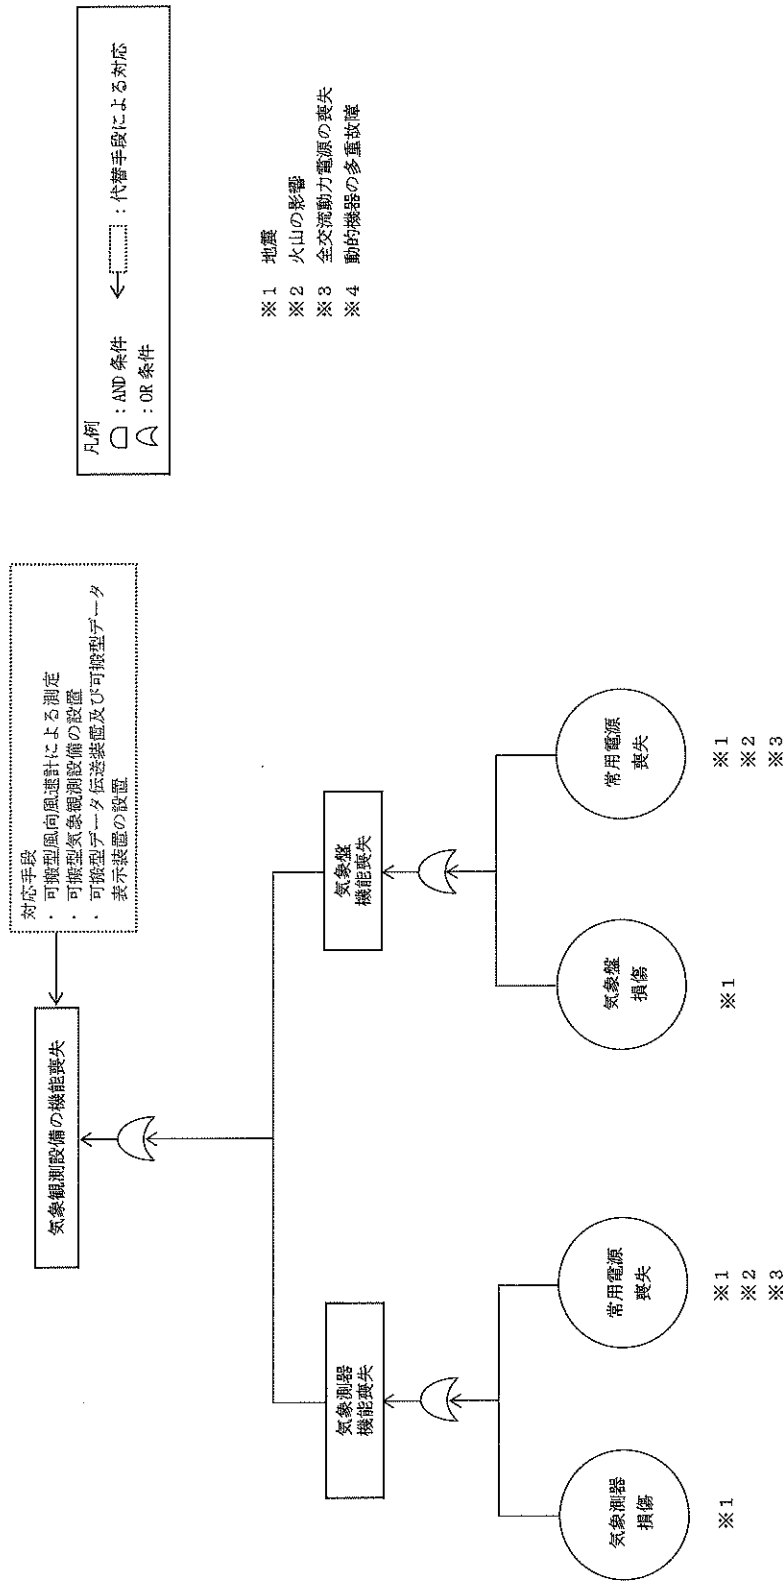 凡例
：AND 条件
：OR 条件
：代替手段による対応
対応手段
・ 可搬型風向風速計による測定
・ 可搬型気象観測設備の設置
・ 可搬型データ伝送装置及び可搬型データ
表示装置の設置
※1 地震
※2 火山の影響
※3 全交流動力電源の喪失
※4 動的機器の多重故障
気象観測設備の機能喪失
気象測器
機能喪失
気象盤
機能喪失
気象測器
損傷
※1
常用電源
喪失
※1
※2
※3
気象盤
損傷
※1
常用電源
喪失
※1
※2
※3